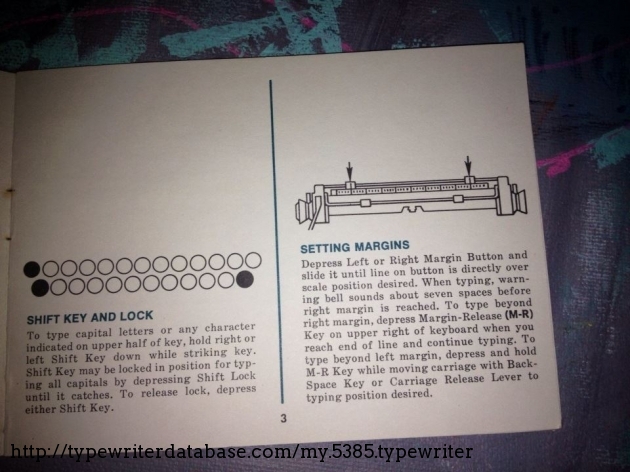 SHIFT KEY AND LOCK
To type capital letters or any character
indicated on upper half of key, hold right or
left Shift Key down while striking key.
Shift Key may be locked in position for typ-
ing all capitals by depressing Shift Lock
until it catches. To release lock, depress
either Shift Key.
SETTING MARGINS
Depress Left or Right Margin Button and
slide it until line on button is directly over
scale position desired. When typing, warn-
ing bell sounds about seven spaces before
right margin is reached. To type beyond
right margin, depress Margin-Release (M-R)
Key on upper right of keyboard when you
reach end of line and continue typing. To
type beyond left margin, depress and hold
M-R Key while moving carriage with Back-
Space Key or Carriage Release Lever to
typing position desired.
3
http://typewriterdatabase.com/my.5385.typewriter